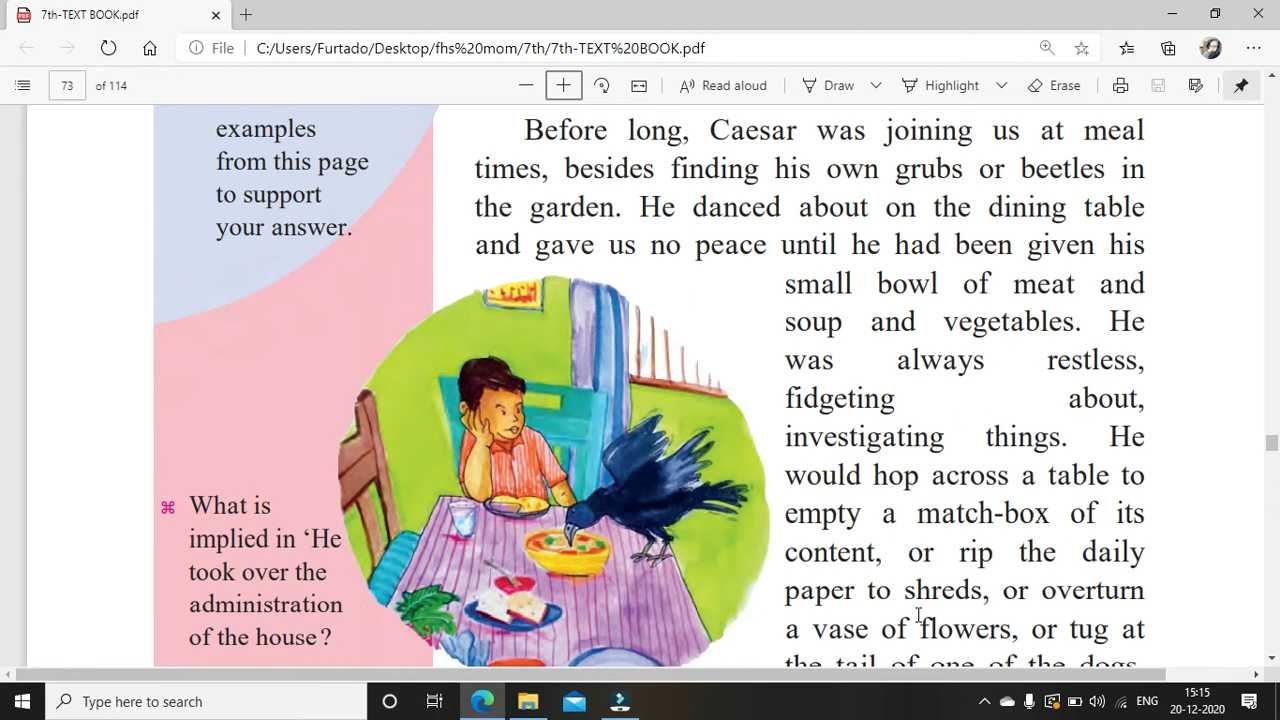 7th-TEXT BOOK.pdf
File C:/Users/Furtado/Desktop/fhs%20mom/7th/7th-TEXT%20BOOK.pdf
73 of 114 Read aloud Draw Highlight Erase
examples
from this page
to support
your answer.
What is
implied in ‘He
took over the
administration
of the house ?
Before long, Caesar was joining us at meal
times, besides finding his own grubs or beetles in
the garden. He danced about on the dining table
and gave us no peace until he had been given his
small bowl of meat and
soup and vegetables. He
was always restless,
fidgeting about,
investigating things. He
would hop across a table to
empty a match-box of its
content, or rip the daily
paper to shreds, or overturn
a vase of flowers, or tug at
the tail of one of the dogs.
Type here to search
ENG
15:15
20-12-2020